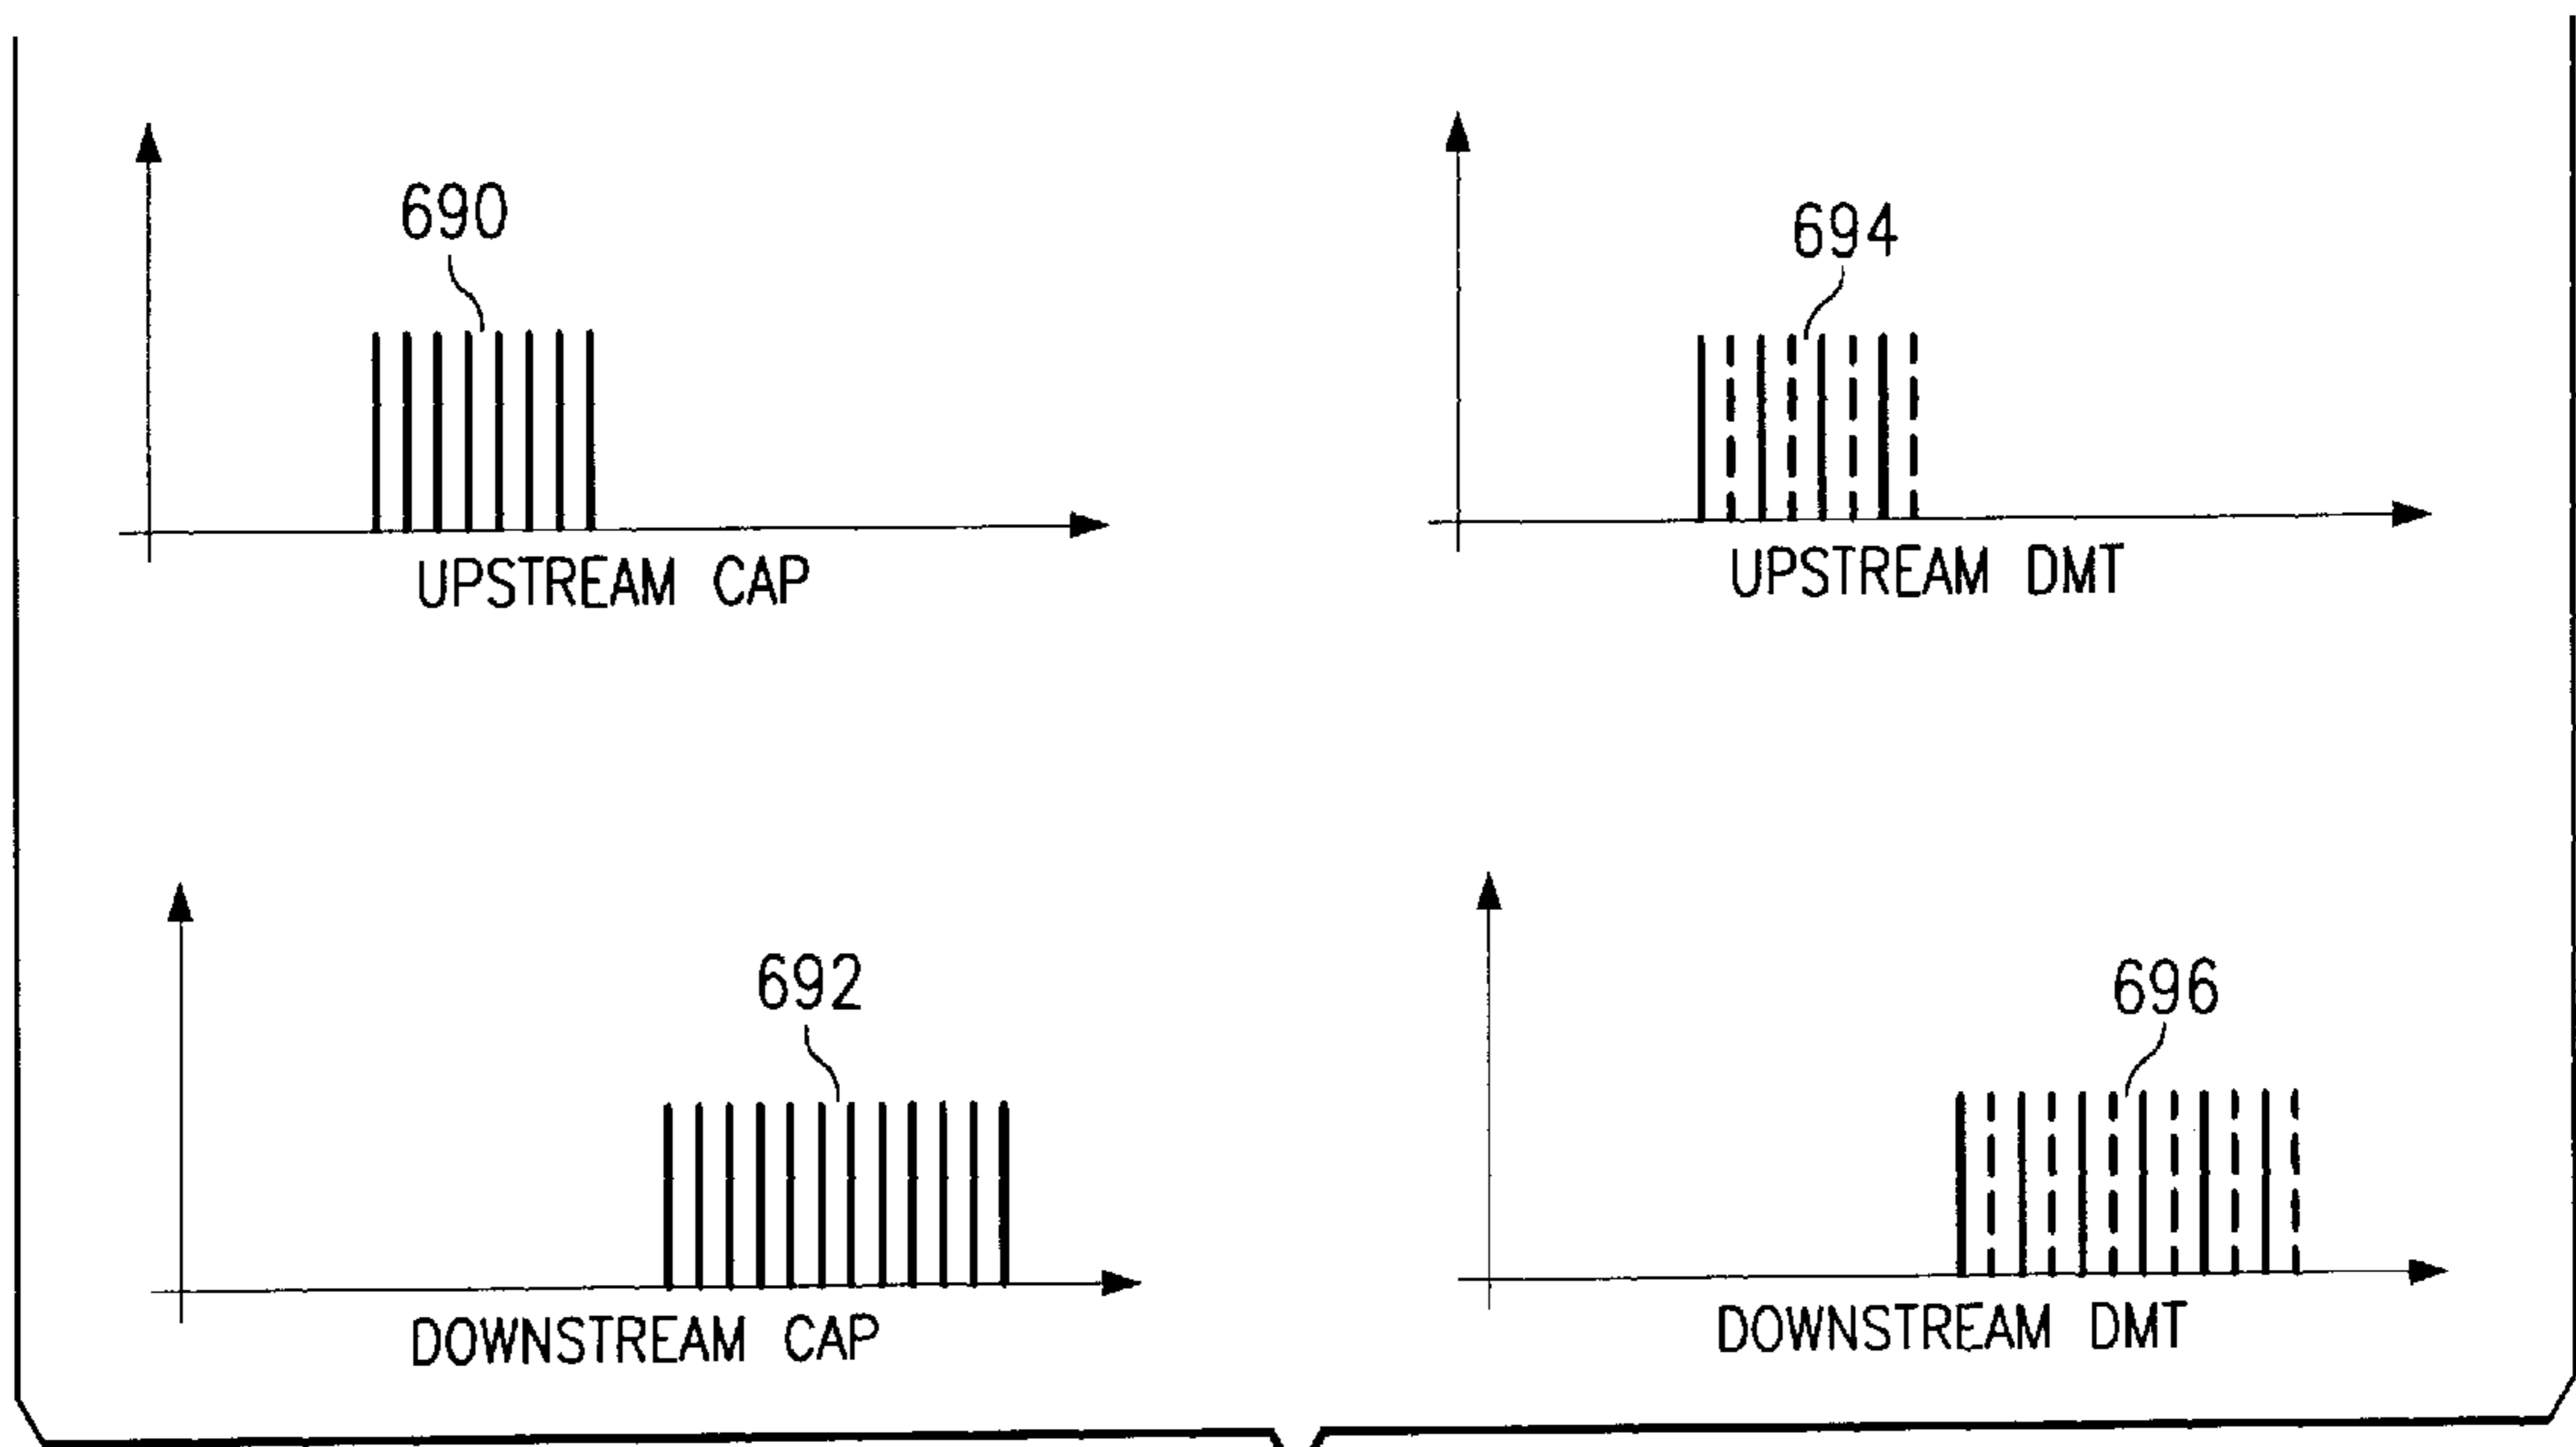 690
UPSTREAM CAP
694
UPSTREAM DMT
692
DOWNSTREAM CAP
696
DOWNSTREAM DMT